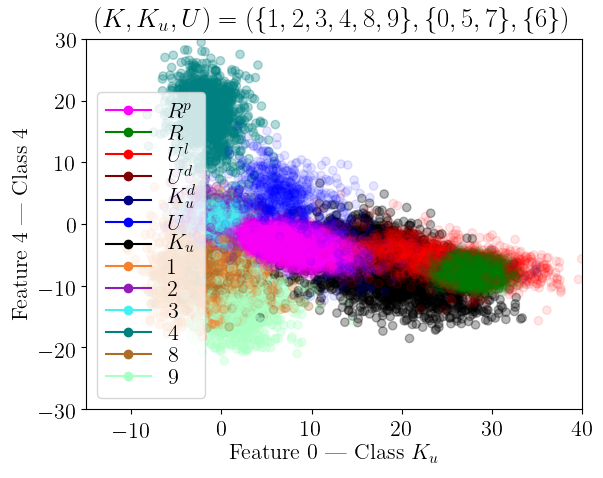 (K, K_u, U) = ({1, 2, 3, 4, 8, 9}, {0, 5, 7}, {6})
30
20
10
0
−10
−20
−30
Feature 4 — Class 4
R^p
R
U^l
U^d
K_u^d
U
K_u
1
2
3
4
8
9
−10
0
10
20
30
40
Feature 0 — Class K_u